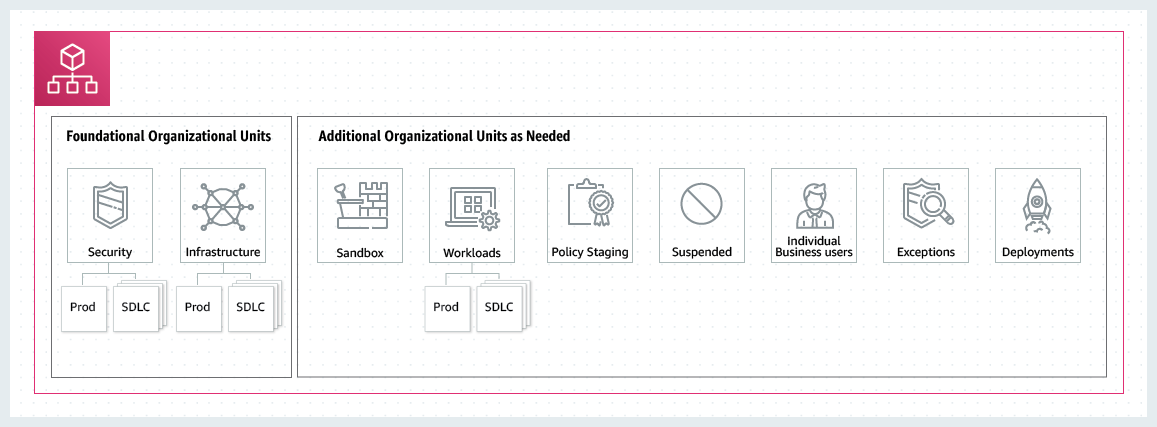 Foundational Organizational Units
Additional Organizational Units as Needed
Security
Infrastructure
Sandbox
Workloads
Policy Staging
Suspended
Individual
Business users
Exceptions
Deployments
Prod
SDLC
Prod
SDLC
Prod
SDLC